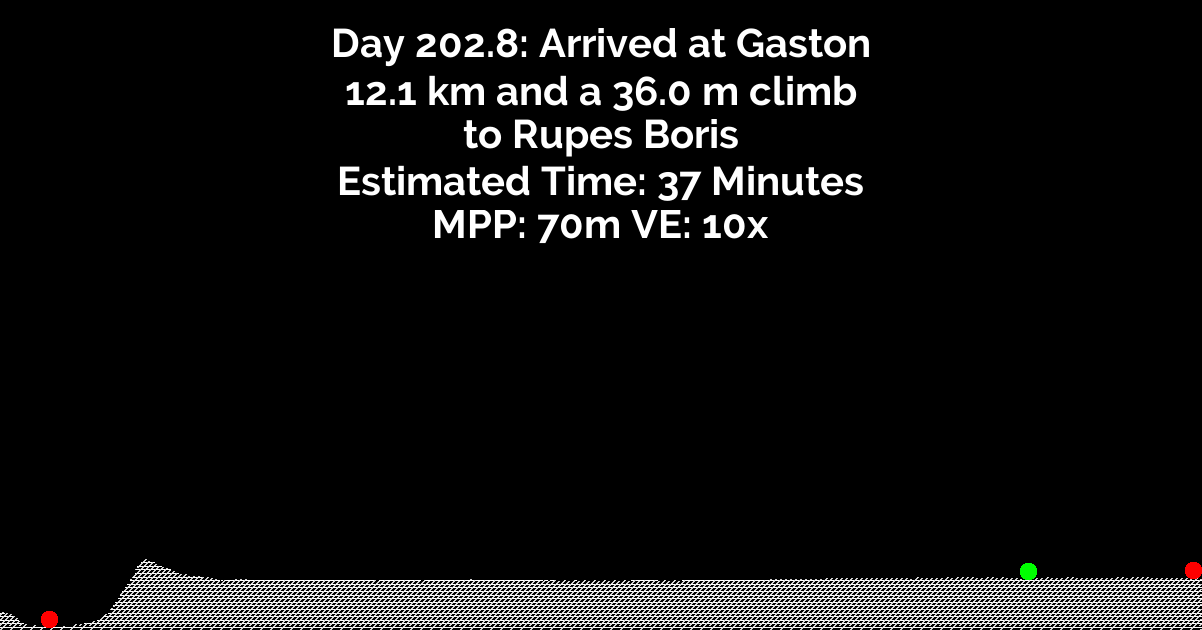 Day 202.8: Arrived at Gaston
12.1 km and a 36.0 m climb
to Rupes Boris
Estimated Time: 37 Minutes
MPP: 70m VE: 10x